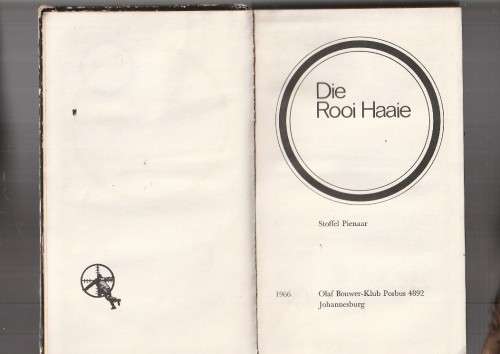 Die
Rooi Haaie
Stoffel Pienaar
1966 Olaf Bouwer-Klub Posbus 4892
Johannesburg